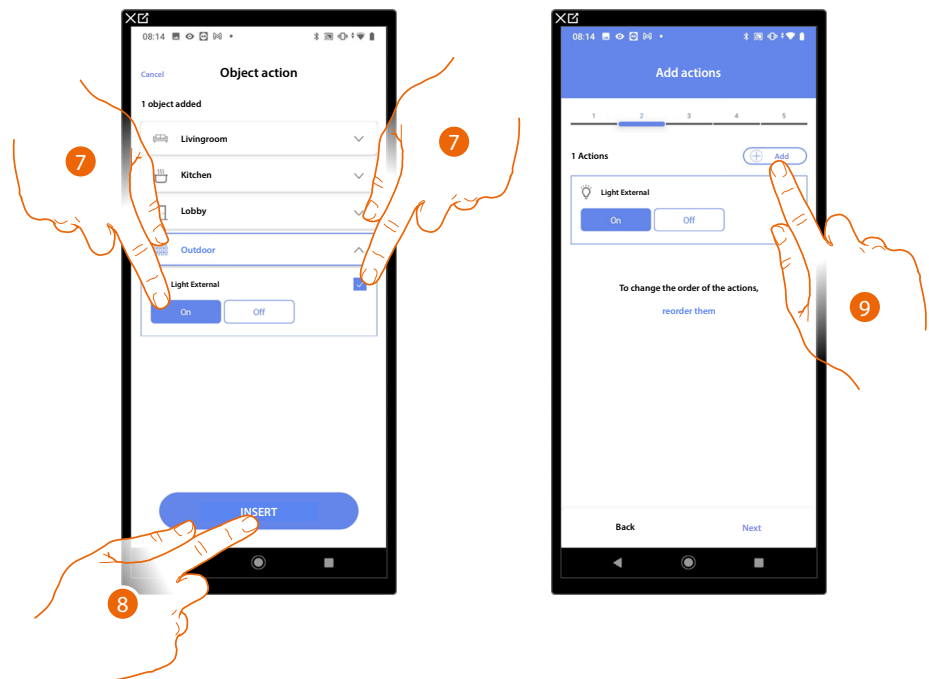 08:14
Cancel
Object action
1 object added
Livingroom
Kitchen
Lobby
Outdoor
Light External
On
Off
INSERT
7
7
8
08:14
Add actions
1 2 3 4 5
1 Actions
Add
Light External
On
Off
To change the order of the actions,
reorder them
Back
Next
9